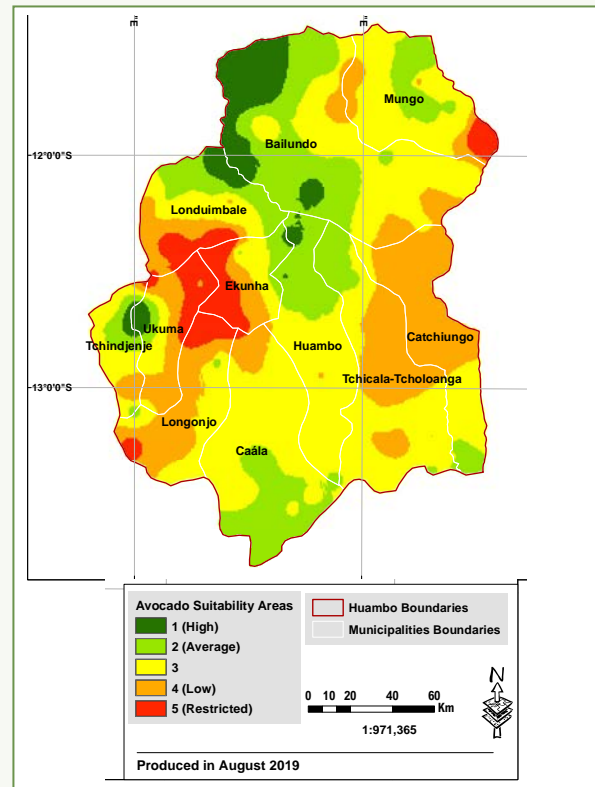 Mungo
12°0'0"S
Bailundo
Londuimbale
Ekunha
Ukuma
Huambo
Catchiungo
Tchindjenje
Tchicala-Tcholoanga
13°0'0"S
Longonjo
Caála
Avocado Suitability Areas
1 (High)
2 (Average)
3
4 (Low)
5 (Restricted)
Huambo Boundaries
Municipalities Boundaries
N
0 10 20 40 60
Km
1:971,365
Produced in August 2019